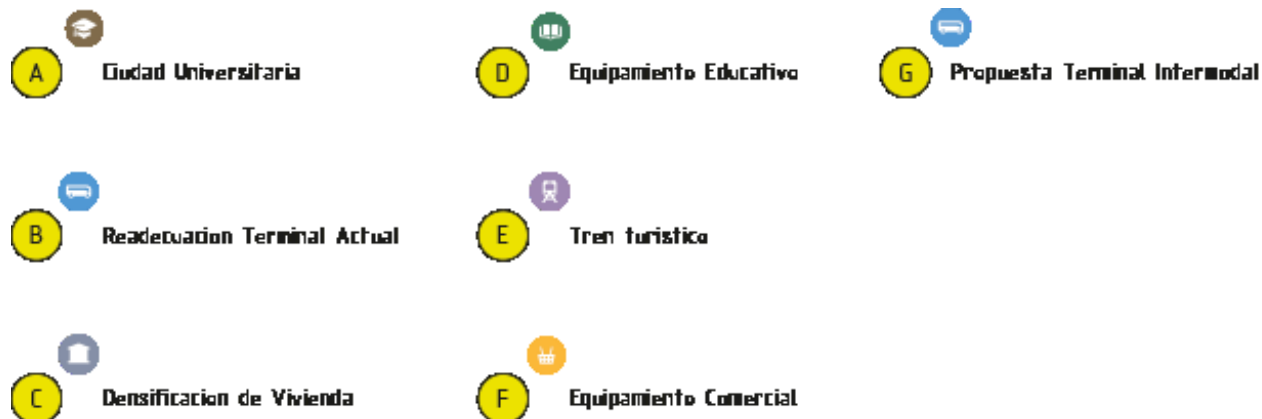 A Ciudad Universitaria
B Readecuacion Terminal Actual
C Densificacion de Vivienda
D Equipamiento Educativo
E Tren turistico
F Equipamiento Comercial
G Propuesta Terminal Intermodal